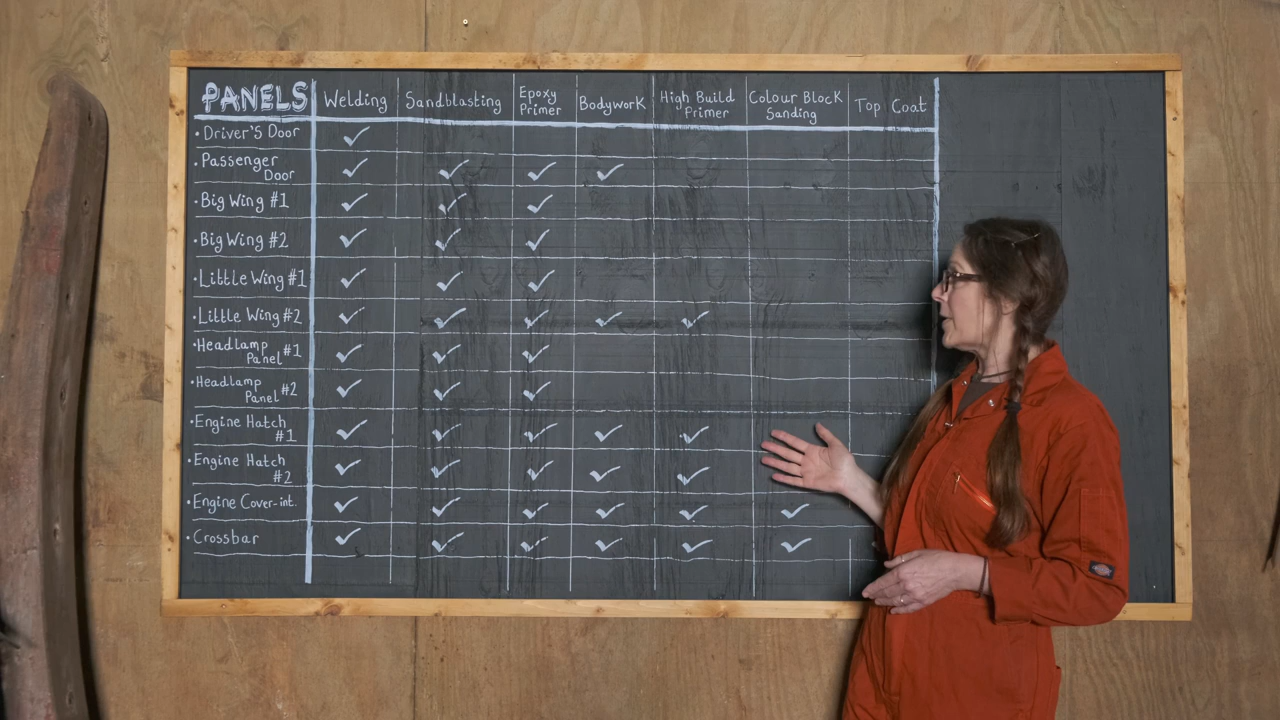 PANELS Welding Sandblasting Epoxy Primer Bodywork High Build Primer Colour Block Sanding Top Coat
• Driver's Door ✓
• Passenger Door ✓ ✓ ✓ ✓
• Big Wing #1 ✓ ✓ ✓
• Big Wing #2 ✓ ✓ ✓
• Little Wing #1 ✓ ✓ ✓
• Little Wing #2 ✓ ✓ ✓ ✓ ✓
• Headlamp Panel #1 ✓ ✓ ✓
• Headlamp Panel #2 ✓ ✓ ✓
• Engine Hatch #1 ✓ ✓ ✓ ✓ ✓
• Engine Hatch #2 ✓ ✓ ✓ ✓ ✓
• Engine Cover-int. ✓ ✓ ✓ ✓ ✓ ✓
• Crossbar ✓ ✓ ✓ ✓ ✓ ✓